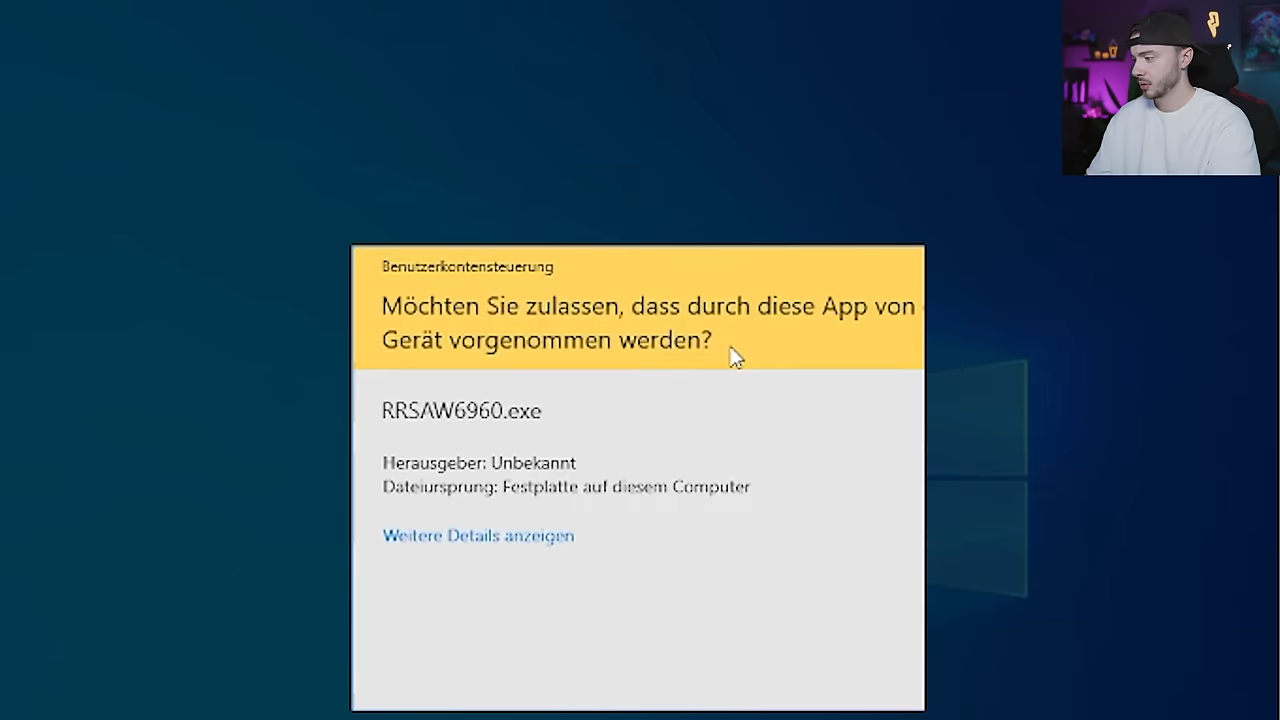 Benutzerkontensteuerung
Möchten Sie zulassen, dass durch diese App von
Gerät vorgenommen werden?
RRSAW6960.exe
Herausgeber: Unbekannt
Dateiursprung: Festplatte auf diesem Computer
Weitere Details anzeigen